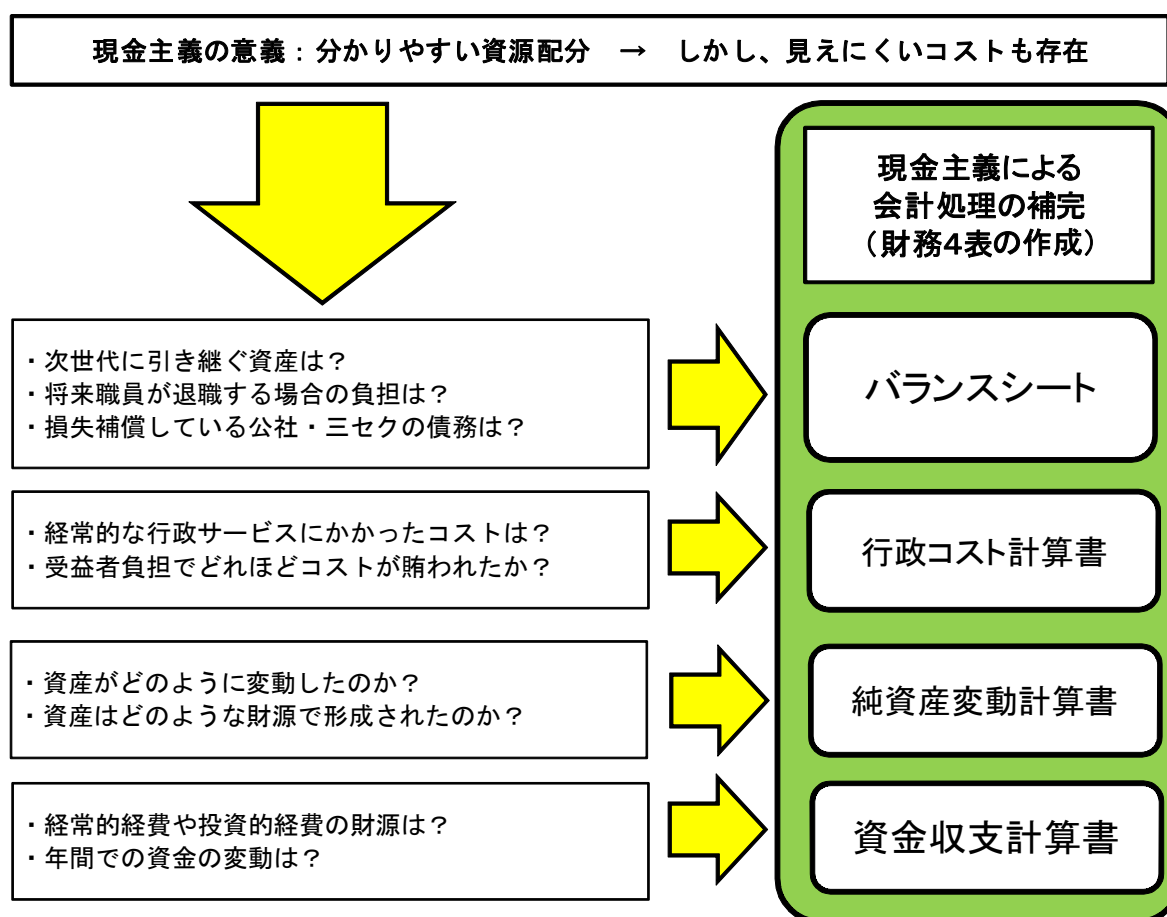 現金主義の意義：分かりやすい資源配分　→　しかし、見えにくいコストも存在
現金主義による
会計処理の補完
（財務4表の作成）
・次世代に引き継ぐ資産は？
・将来職員が退職する場合の負担は？
・損失補償している公社・三セクの債務は？
バランスシート
・経常的な行政サービスにかかったコストは？
・受益者負担でどれほどコストが賄われたか？
行政コスト計算書
・資産がどのように変動したのか？
・資産はどのような財源で形成されたのか？
純資産変動計算書
・経常的経費や投資的経費の財源は？
・年間での資金の変動は？
資金収支計算書